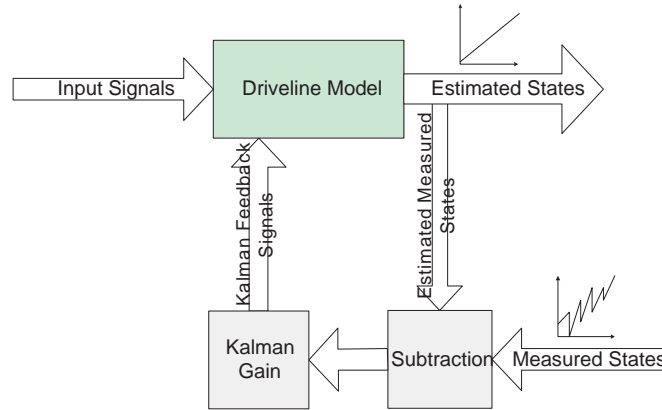 Input Signals
Driveline Model
Estimated States
Kalman Feedback
Signals
Estimated Measured
States
Kalman
Gain
Subtraction
Measured States